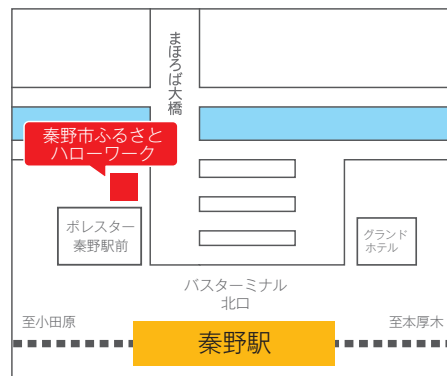 まほろば大橋
秦野市ふるさと
ハローワーク
ポレスター
秦野駅前
グランド
ホテル
バスターミナル
北口
至小田原
至本厚木
秦野駅